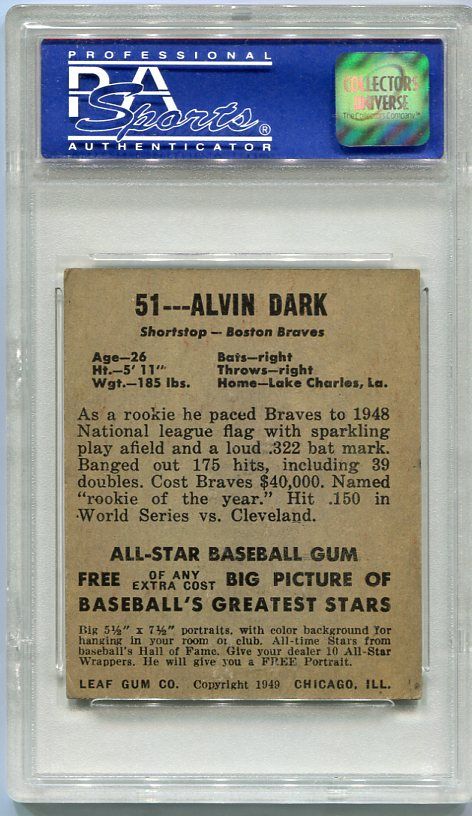 PROFESSIONAL
PSA
Sports®
AUTHENTICATOR
COLLECTORS
UNIVERSE
The Collectors Company™
51---ALVIN DARK
Shortstop — Boston Braves
Age—26 Bats—right
Ht.—5' 11" Throws—right
Wgt.—185 lbs. Home—Lake Charles, La.
As a rookie he paced Braves to 1948
National league flag with sparkling
play afield and a loud .322 bat mark.
Banged out 175 hits, including 39
doubles. Cost Braves $40,000. Named
"rookie of the year." Hit .150 in
World Series vs. Cleveland.
ALL-STAR BASEBALL GUM
FREE OF ANY EXTRA COST BIG PICTURE OF
BASEBALL'S GREATEST STARS
Big 5½" x 7½" portraits, with color background for
hanging in your room or club. All-time Stars from
baseball's Hall of Fame. Give your dealer 10 All-Star
Wrappers. He will give you a FREE Portrait.
LEAF GUM CO. Copyright 1949 CHICAGO, ILL.